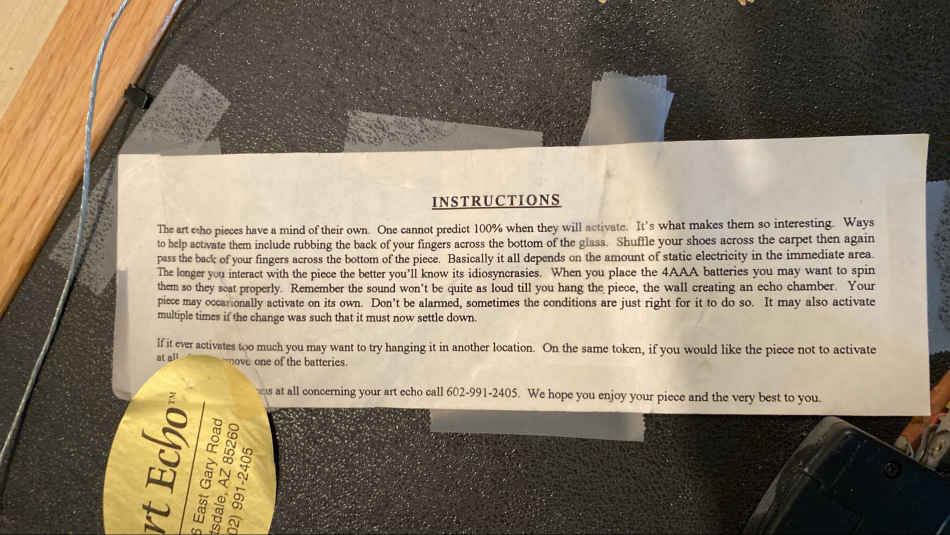 INSTRUCTIONS
The art echo pieces have a mind of their own. One cannot predict 100% when they will activate. It's what makes them so interesting. Ways
to help activate them include rubbing the back of your fingers across the bottom of the glass. Shuffle your shoes across the carpet then again
pass the back of your fingers across the bottom of the piece. Basically it all depends on the amount of static electricity in the immediate area.
The longer you interact with the piece the better you'll know its idiosyncrasies. When you place the 4AAA batteries you may want to spin
them so they seat properly. Remember the sound won't be quite as loud till you hang the piece, the wall creating an echo chamber. Your
piece may occasionally activate on its own. Don't be alarmed, sometimes the conditions are just right for it to do so. It may also activate
multiple times if the change was such that it must now settle down.
If it ever activates too much you may want to try hanging it in another location. On the same token, if you would like the piece not to activate
at all one of the batteries.
at all concerning your art echo call 602-991-2405. We hope you enjoy your piece and the very best to you.
rt Echo™
6 East Gary Road
tsdale, AZ 85260
02) 991-2405